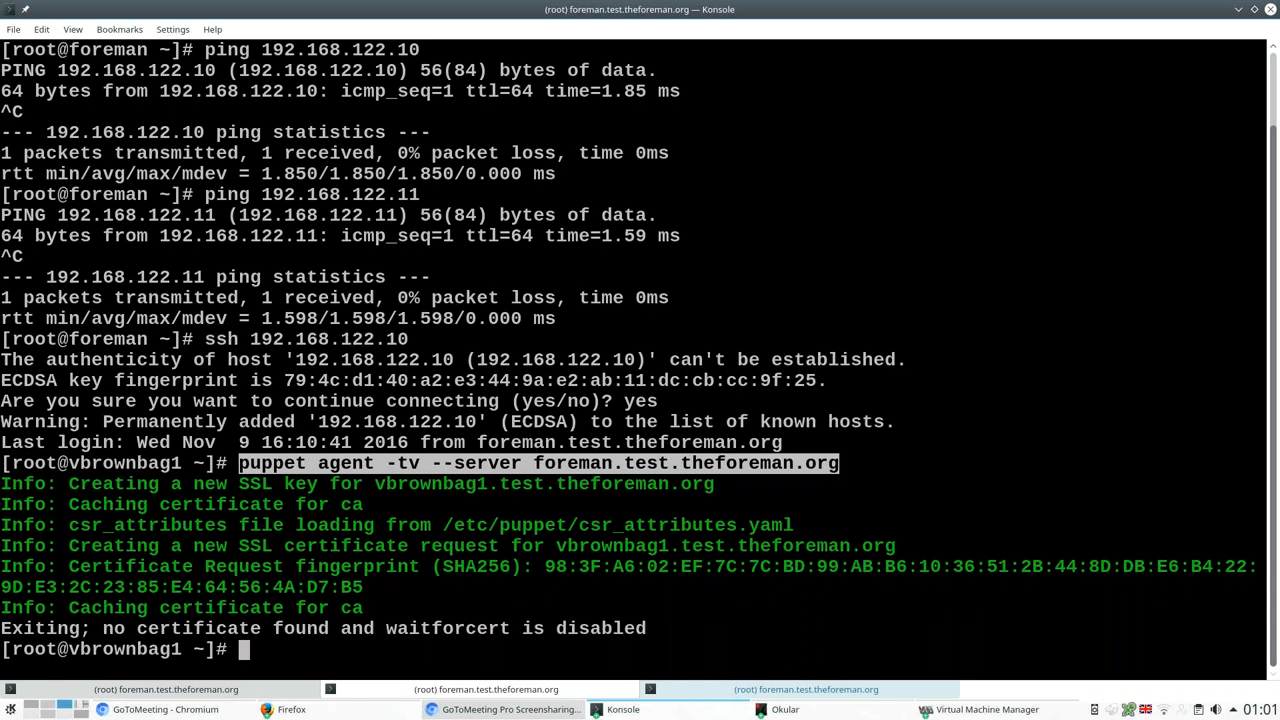 (root) foreman.test.theforeman.org — Konsole
File Edit View Bookmarks Settings Help
[root@foreman ~]# ping 192.168.122.10
PING 192.168.122.10 (192.168.122.10) 56(84) bytes of data.
64 bytes from 192.168.122.10: icmp_seq=1 ttl=64 time=1.85 ms
^C
--- 192.168.122.10 ping statistics ---
1 packets transmitted, 1 received, 0% packet loss, time 0ms
rtt min/avg/max/mdev = 1.850/1.850/1.850/0.000 ms
[root@foreman ~]# ping 192.168.122.11
PING 192.168.122.11 (192.168.122.11) 56(84) bytes of data.
64 bytes from 192.168.122.11: icmp_seq=1 ttl=64 time=1.59 ms
^C
--- 192.168.122.11 ping statistics ---
1 packets transmitted, 1 received, 0% packet loss, time 0ms
rtt min/avg/max/mdev = 1.598/1.598/1.598/0.000 ms
[root@foreman ~]# ssh 192.168.122.10
The authenticity of host '192.168.122.10 (192.168.122.10)' can't be established.
ECDSA key fingerprint is 79:4c:d1:40:a2:e3:44:9a:e2:ab:11:dc:cb:cc:9f:25.
Are you sure you want to continue connecting (yes/no)? yes
Warning: Permanently added '192.168.122.10' (ECDSA) to the list of known hosts.
Last login: Wed Nov  9 16:10:41 2016 from foreman.test.theforeman.org
[root@vbrownbag1 ~]# puppet agent -tv --server foreman.test.theforeman.org
Info: Creating a new SSL key for vbrownbag1.test.theforeman.org
Info: Caching certificate for ca
Info: csr_attributes file loading from /etc/puppet/csr_attributes.yaml
Info: Creating a new SSL certificate request for vbrownbag1.test.theforeman.org
Info: Certificate Request fingerprint (SHA256): 98:3F:A6:02:EF:7C:7C:BD:99:AB:B6:10:36:51:2B:44:8D:DB:E6:B4:22:
9D:E3:2C:23:85:E4:64:56:4A:D7:B5
Info: Caching certificate for ca
Exiting; no certificate found and waitforcert is disabled
[root@vbrownbag1 ~]#
(root) foreman.test.theforeman.org (root) foreman.test.theforeman.org (root) foreman.test.theforeman.org
GoToMeeting - Chromium Firefox GoToMeeting Pro Screensharing... Konsole Okular Virtual Machine Manager 01:01